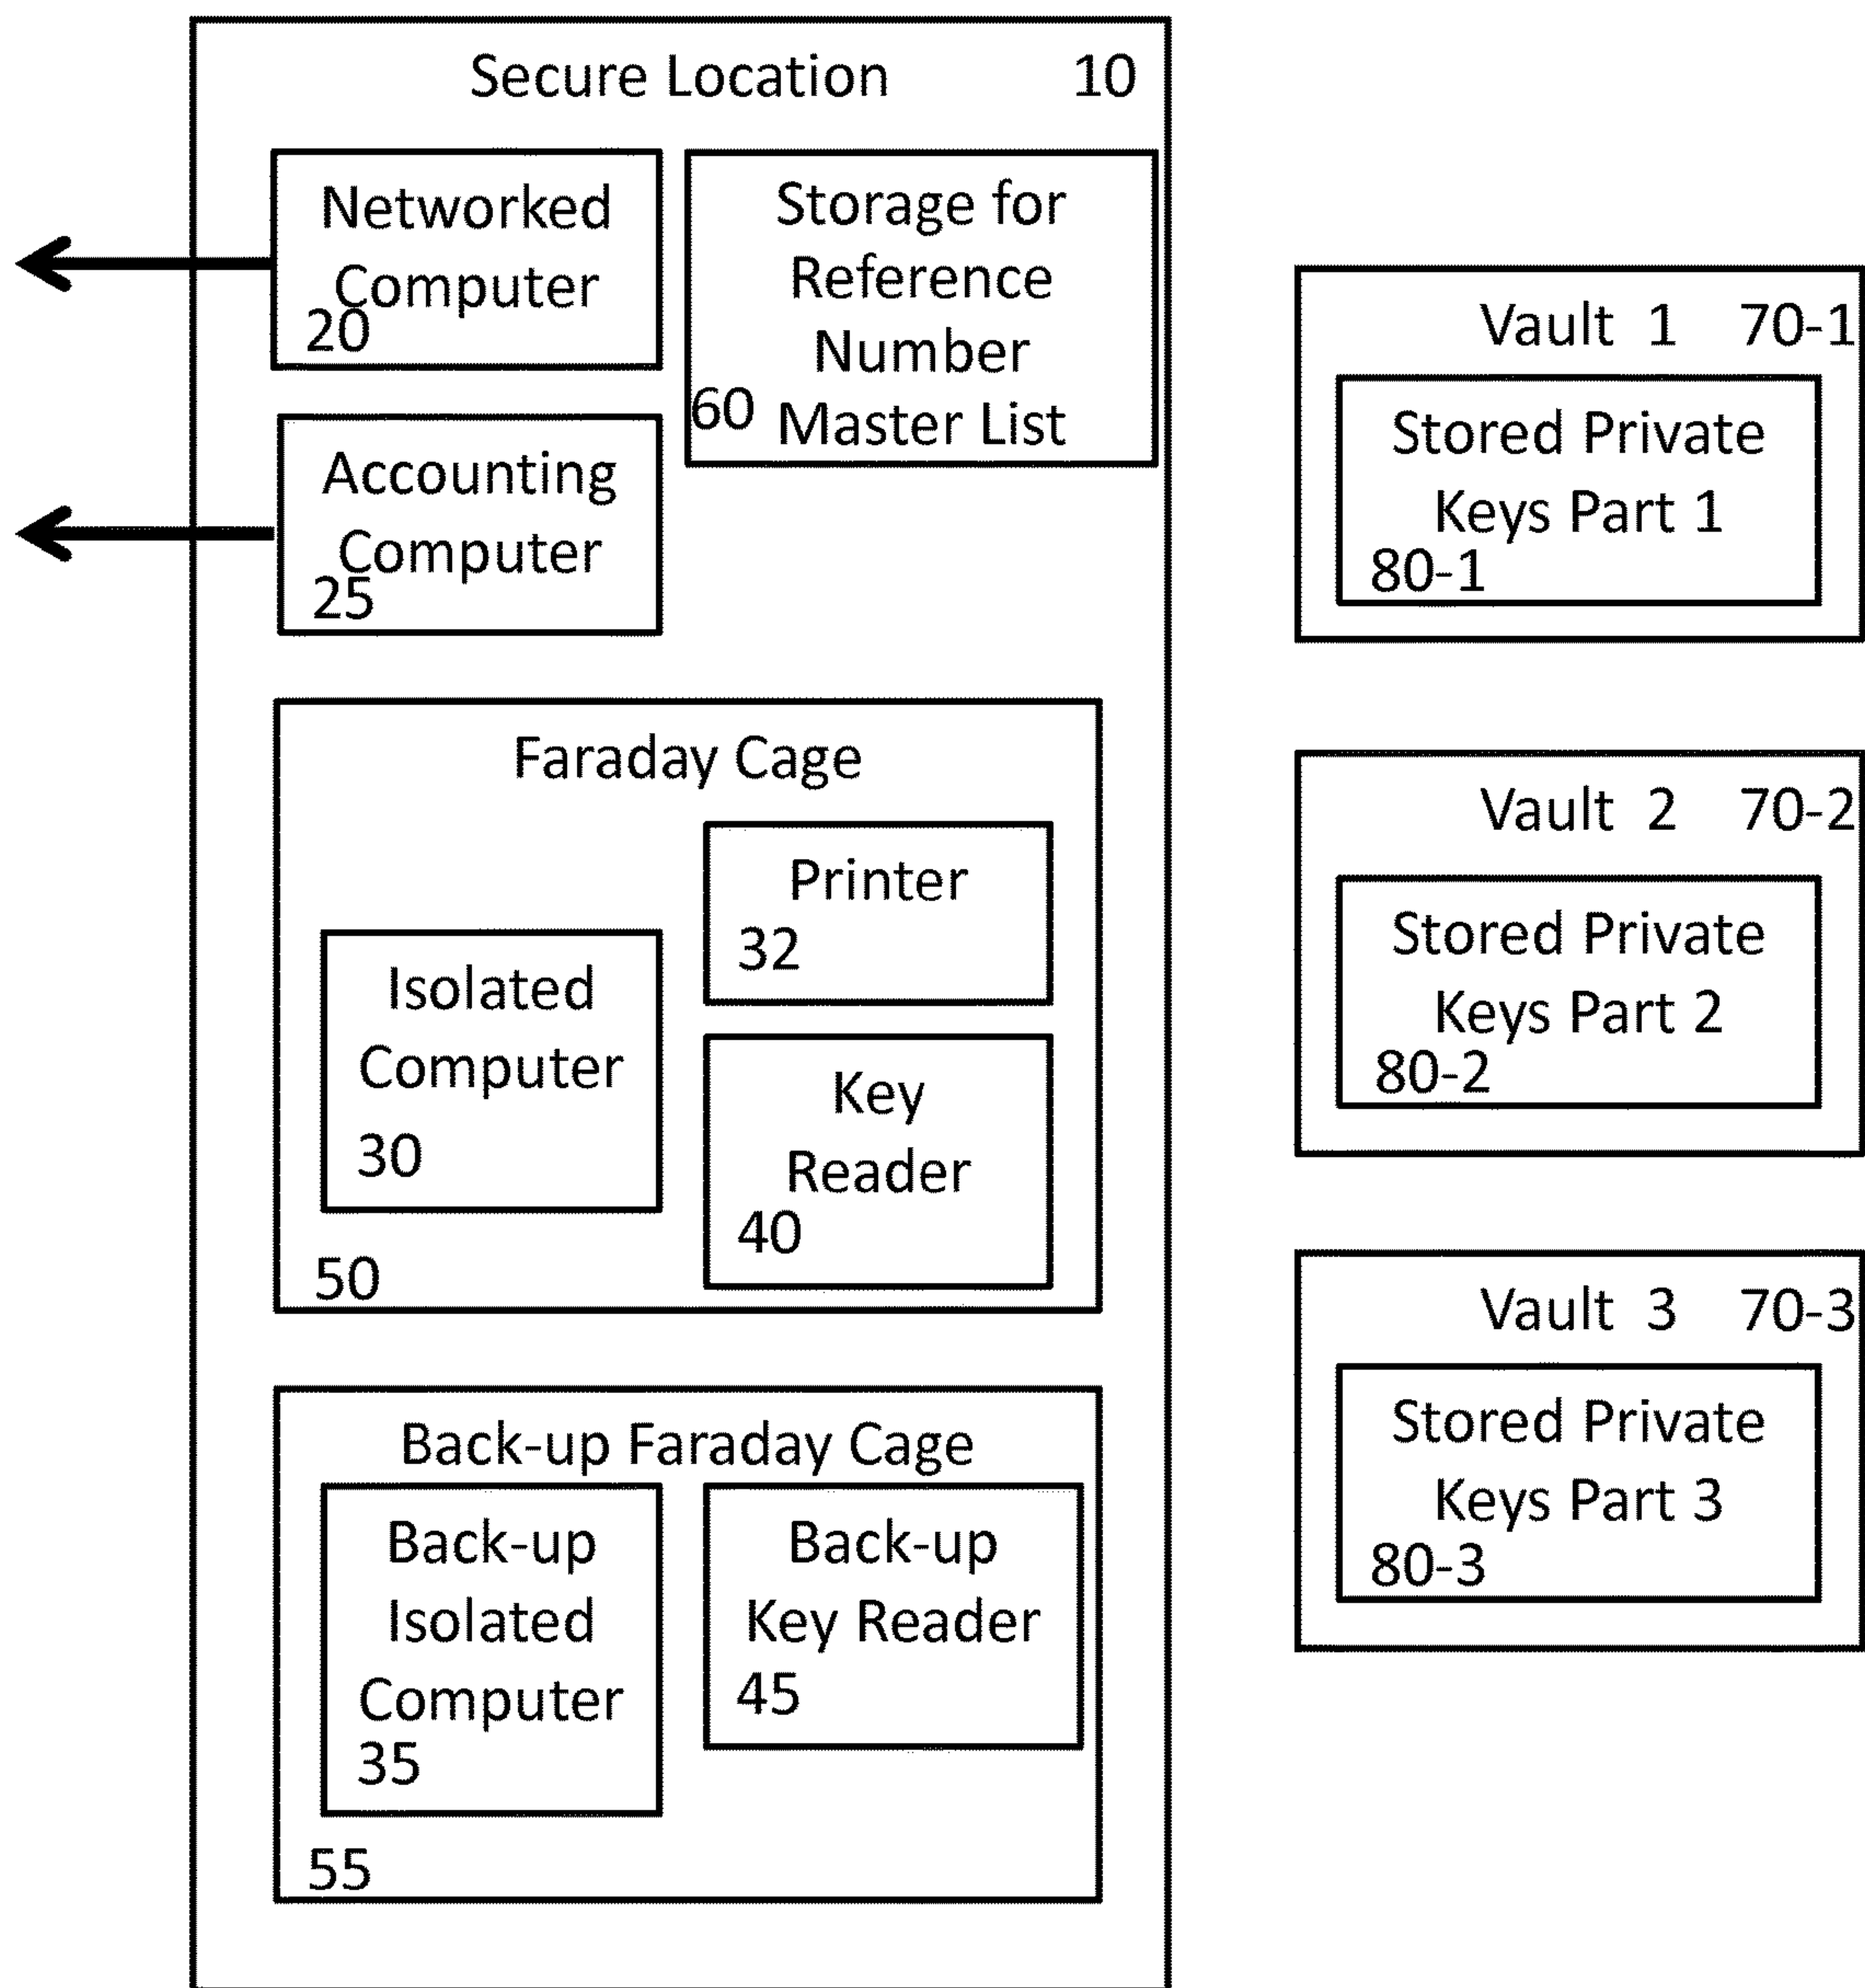 Secure Location 10
Networked
Computer
20
Storage for
Reference
Number
60
Master List
Accounting
Computer
25
Faraday Cage
Printer
32
Isolated
Computer
30
Key
Reader
40
50
Back-up Faraday Cage
Back-up
Isolated
Computer
35
Back-up
Key Reader
45
55
Vault 1 70-1
Stored Private
Keys Part 1
80-1
Vault 2 70-2
Stored Private
Keys Part 2
80-2
Vault 3 70-3
Stored Private
Keys Part 3
80-3